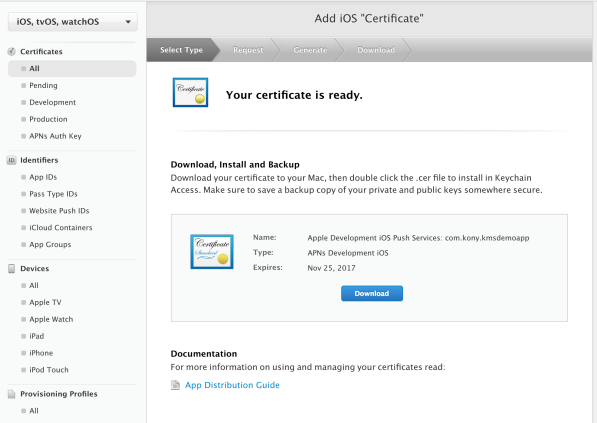 iOS, tvOS, watchOS
Add iOS "Certificate"
Select Type
Request
Generate
Download
Certificates
All
Pending
Development
Production
APNs Auth Key
Identifiers
App IDs
Pass Type IDs
Website Push IDs
iCloud Containers
App Groups
Devices
All
Apple TV
Apple Watch
iPad
iPhone
iPod Touch
Provisioning Profiles
All
Certificate
Your certificate is ready.
Download, Install and Backup
Download your certificate to your Mac, then double click the .cer file to install in Keychain
Access. Make sure to save a backup copy of your private and public keys somewhere secure.
Certificate
Standard
Name: Apple Development iOS Push Services: com.kony.kmsdemoapp
Type: APNs Development iOS
Expires: Nov 25, 2017
Download
Documentation
For more information on using and managing your certificates read:
App Distribution Guide